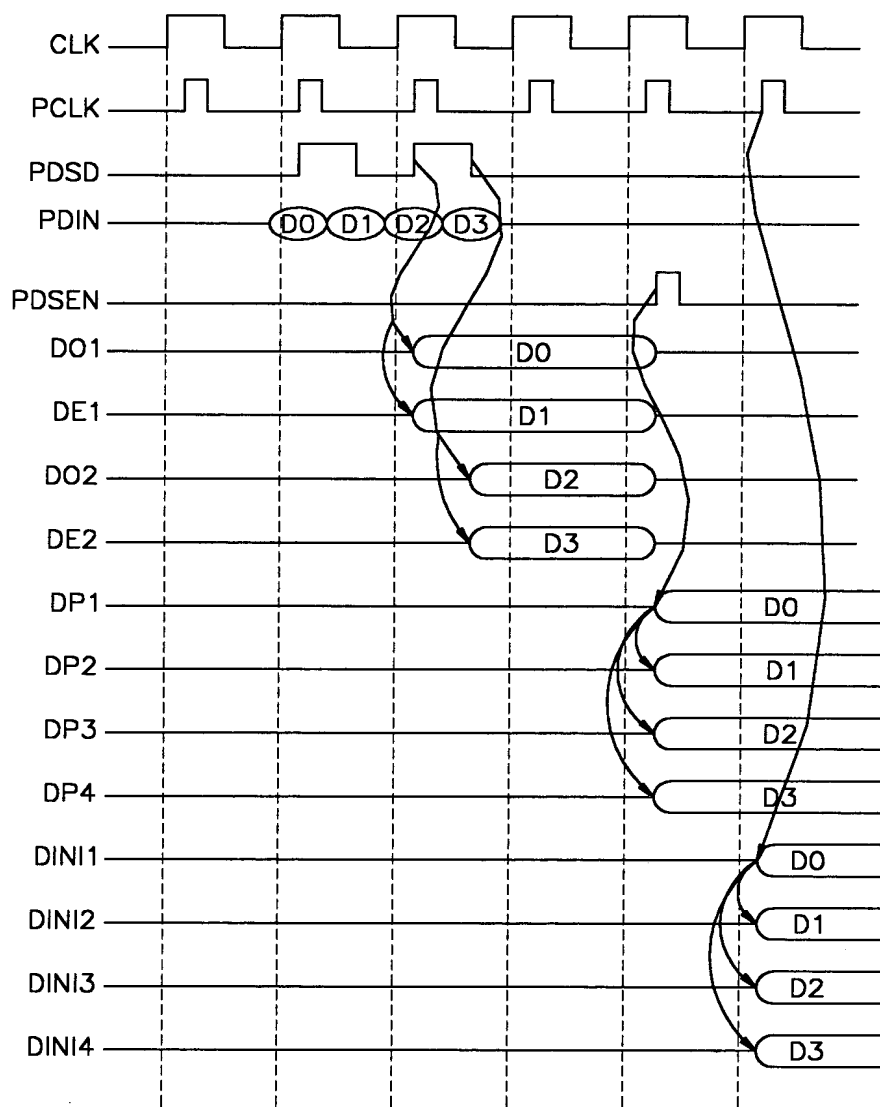 CLK
PCLK
PDSD
PDIN D0 D1 D2 D3
PDSEN
DO1 D0
DE1 D1
DO2 D2
DE2 D3
DP1 D0
DP2 D1
DP3 D2
DP4 D3
DINI1 D0
DINI2 D1
DINI3 D2
DINI4 D3